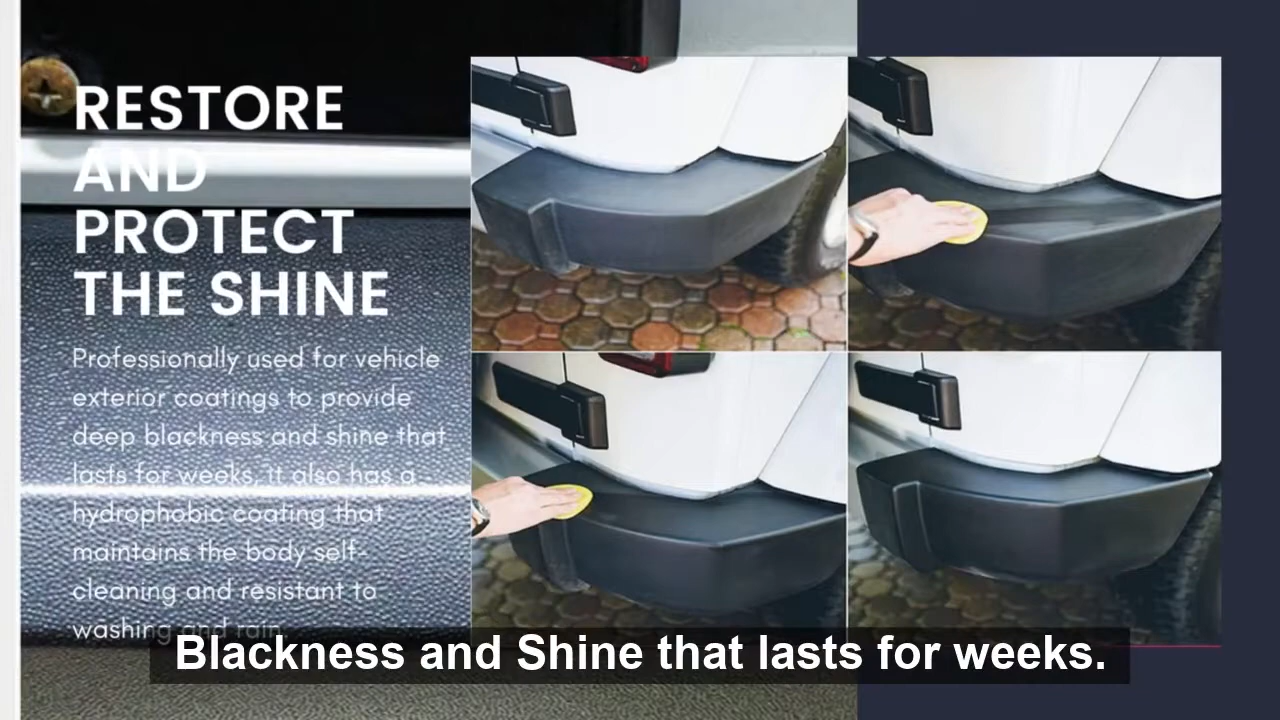 RESTORE
AND
PROTECT
THE SHINE
Professionally used for vehicle
exterior coatings to provide
deep blackness and shine that
lasts for weeks, it also has a
hydrophobic coating that
maintains the body self-
cleaning and resistant to
washing and rain.
Blackness and Shine that lasts for weeks.